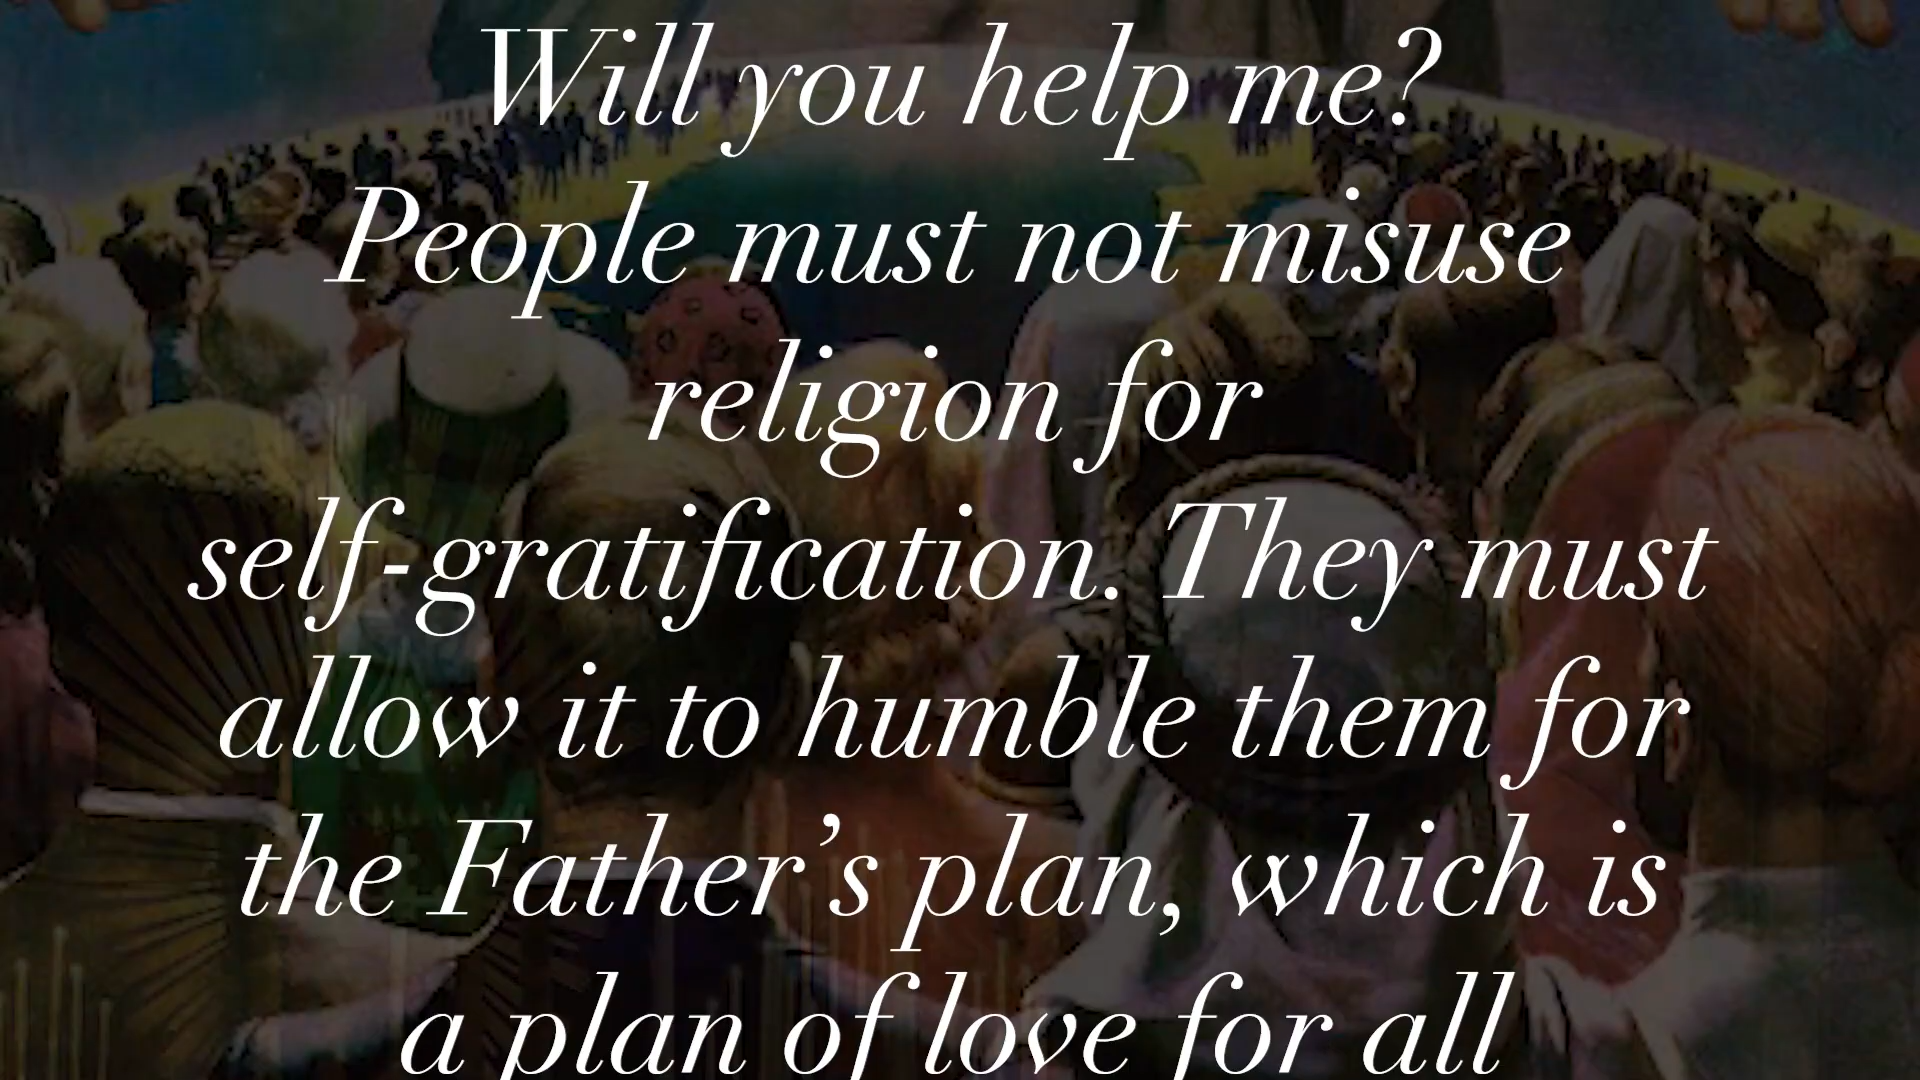 Will you help me?
People must not misuse
religion for
self-gratification. They must
allow it to humble them for
the Father’s plan, which is
a plan of love for all